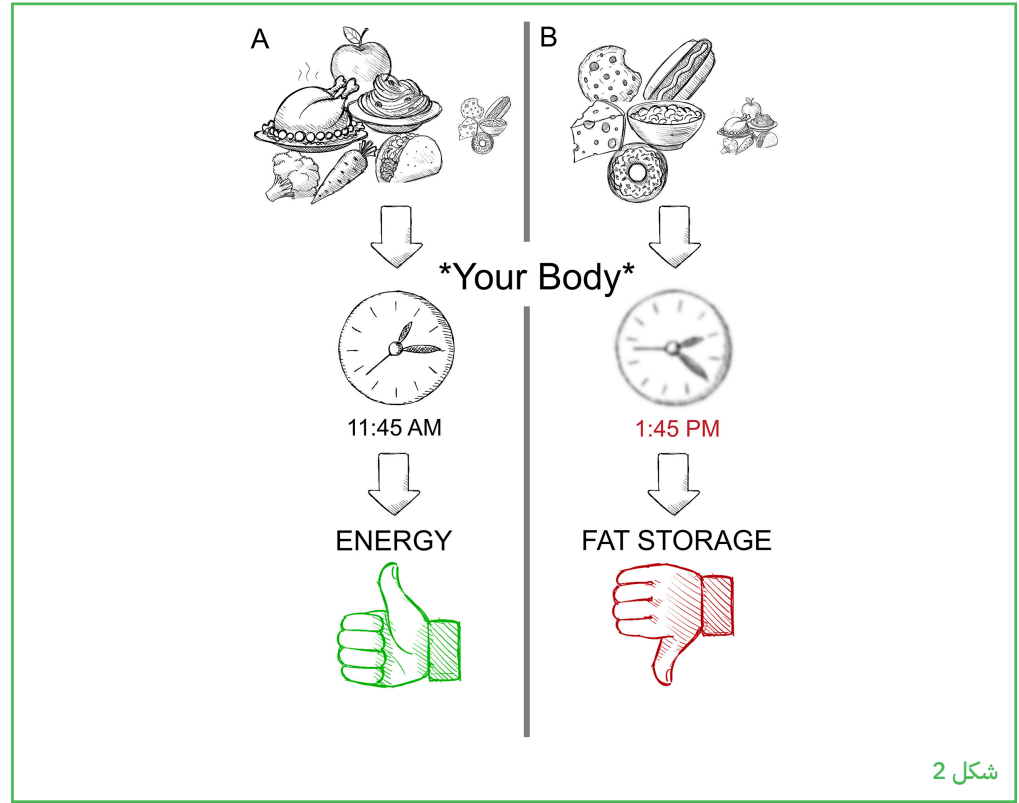 A
B
*Your Body*
11:45 AM
1:45 PM
ENERGY
FAT STORAGE
شكل 2